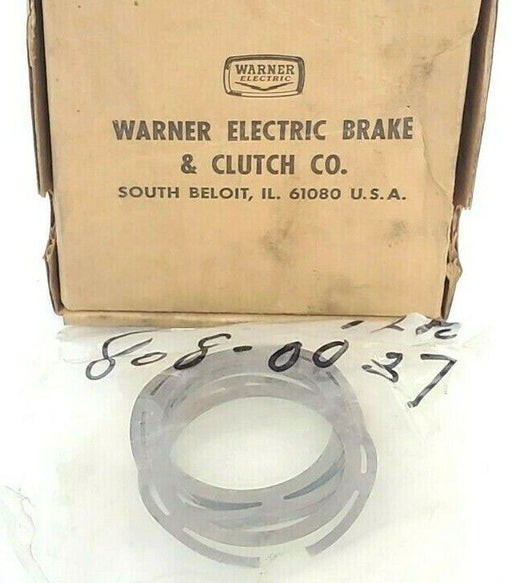 WARNER
ELECTRIC
WARNER ELECTRIC BRAKE
& CLUTCH CO.
SOUTH BELOIT, IL. 61080 U.S.A.
808-0037